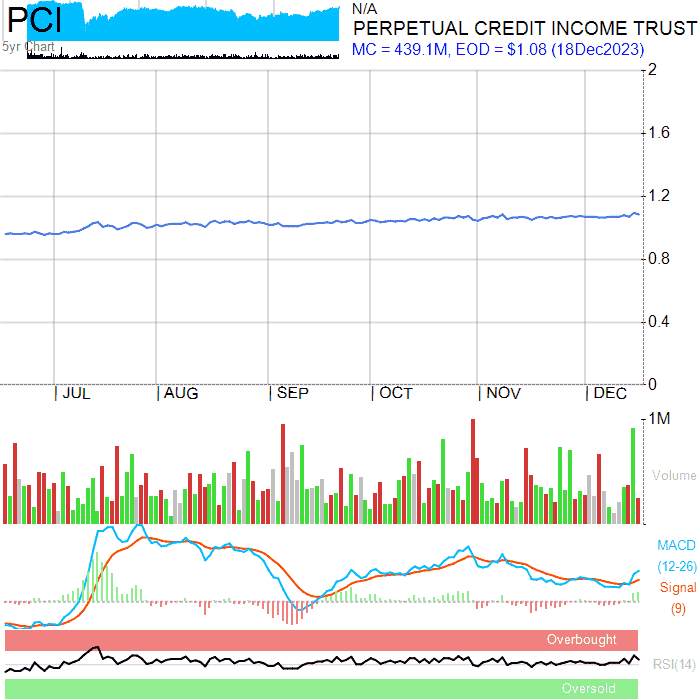 PCI
5yr Chart
N/A
PERPETUAL CREDIT INCOME TRUST
MC = 439.1M, EOD = $1.08 (18Dec2023)
2
1.6
1.2
0.8
0.4
0
| JUL | AUG | SEP | OCT | NOV | DEC
1M
Volume
MACD
(12-26)
Signal
(9)
Overbought
RSI(14)
Oversold